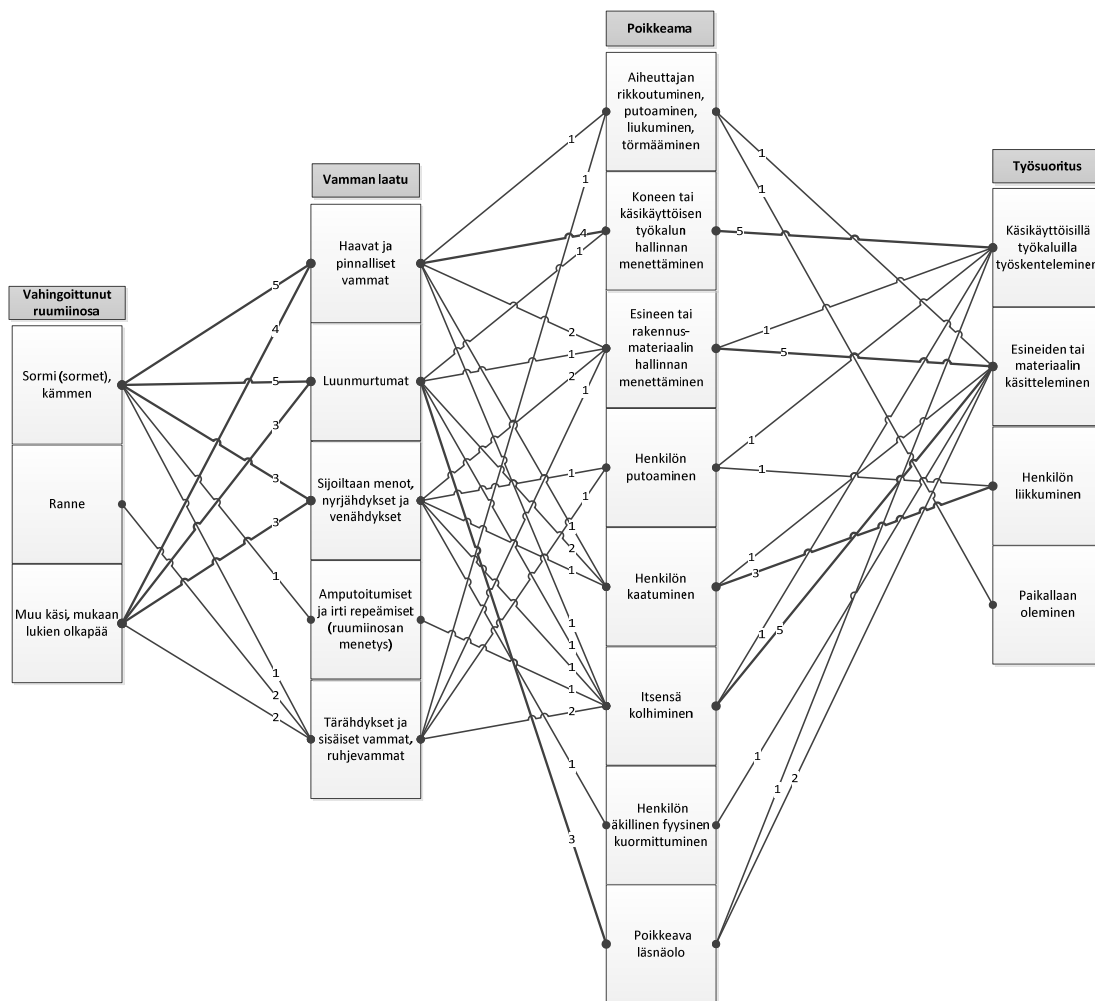 Poikkeama
Aiheuttajan
rikkoutuminen,
putoaminen,
liukuminen,
törmääminen
Koneen tai
käsikäyttöisen
työkalun
hallinnan
menettäminen
Esineen tai
rakennus-
materiaalin
hallinnan
menettäminen
Henkilön
putoaminen
Henkilön
kaatuminen
Itsensä
kolhiminen
Henkilön
äkillinen fyysinen
kuormittuminen
Poikkeava
läsnäolo
Vamman laatu
Haavat ja
pinnalliset
vammat
Luunmurtumat
Sijoiltaan menot,
nyrjähdykset ja
venähdykset
Amputoitumiset
ja irti repeämiset
(ruumiinosan
menetys)
Tärähdykset ja
sisäiset vammat,
ruhjevammat
Vahingoittunut
ruumiinosa
Sormi (sormet),
kämmen
Ranne
Muu käsi, mukaan
lukien olkapää
Työsuoritus
Käsikäyttöisillä
työkaluilla
työskenteleminen
Esineiden tai
materiaalin
käsitteleminen
Henkilön
liikkuminen
Paikallaan
oleminen
5
4
5
3
3
3
1
1
2
2
1
1
4
1
2
1
2
1
1
1
1
2
1
1
1
1
1
1
2
1
3
1
1
5
1
5
1
1
1
3
1
5
1
1
2